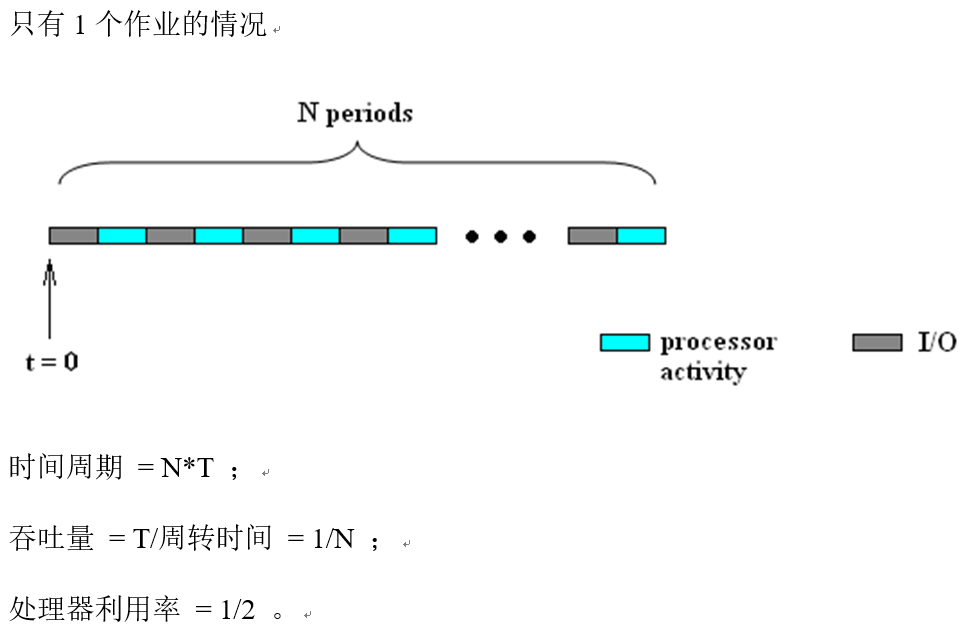 只有 1 个作业的情况
N periods
t = 0
processor
activity
I/O
时间周期 = N*T ；
吞吐量 = T/周转时间 = 1/N ；
处理器利用率 = 1/2 。